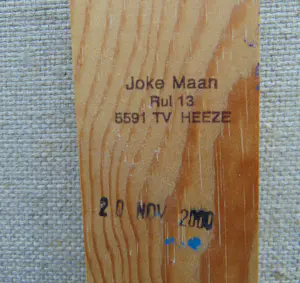 Joke Maan
Rul 13
5591 TV HEEZE
20 NOV 2000